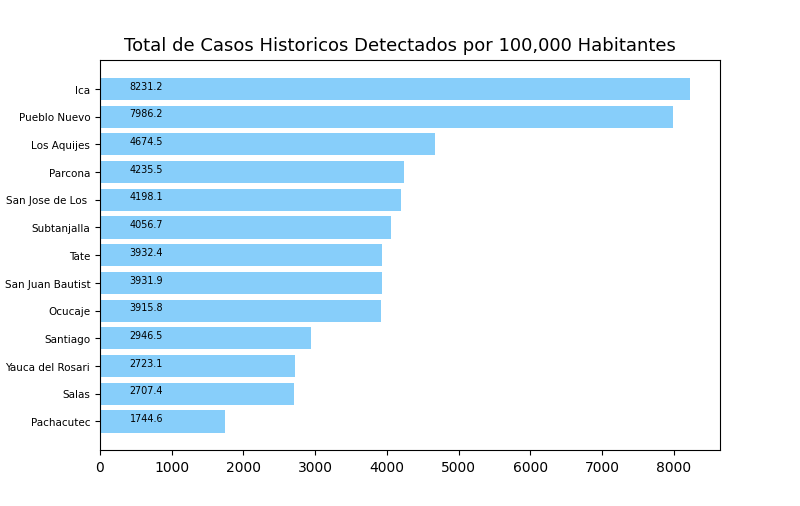 Total de Casos Historicos Detectados por 100,000 Habitantes
Ica 8231.2
Pueblo Nuevo 7986.2
Los Aquijes 4674.5
Parcona 4235.5
San Jose de Los 4198.1
Subtanjalla 4056.7
Tate 3932.4
San Juan Bautist 3931.9
Ocucaje 3915.8
Santiago 2946.5
Yauca del Rosari 2723.1
Salas 2707.4
Pachacutec 1744.6
0 1000 2000 3000 4000 5000 6000 7000 8000